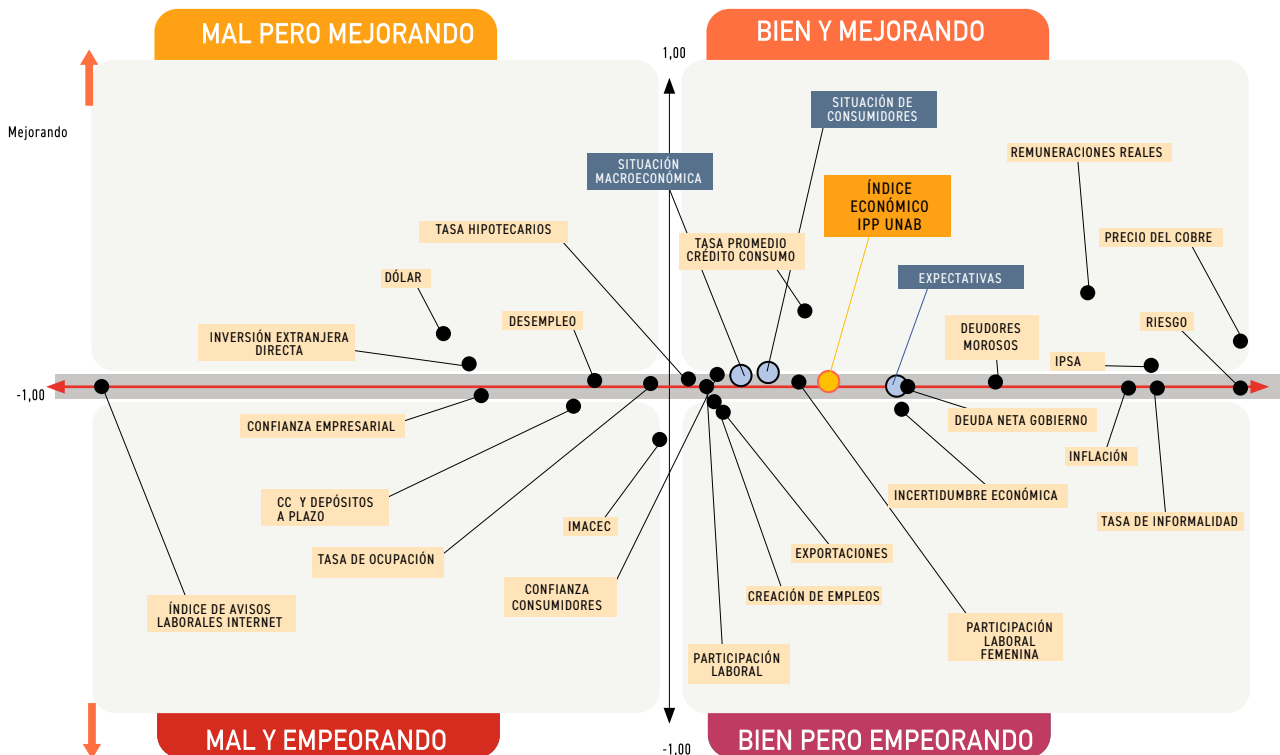 MAL PERO MEJORANDO
BIEN Y MEJORANDO
1,00
Mejorando
SITUACIÓN DE
CONSUMIDORES
SITUACIÓN
MACROECONÓMICA
REMUNERACIONES REALES
ÍNDICE
ECONÓMICO
IPP UNAB
TASA HIPOTECARIOS
TASA PROMEDIO
CRÉDITO CONSUMO
PRECIO DEL COBRE
DÓLAR
EXPECTATIVAS
INVERSIÓN EXTRANJERA
DIRECTA
DESEMPLEO
DEUDORES
MOROSOS
RIESGO
IPSA
-1,00
CONFIANZA EMPRESARIAL
DEUDA NETA GOBIERNO
INFLACIÓN
CC Y DEPÓSITOS
A PLAZO
INCERTIDUMBRE ECONÓMICA
IMACEC
TASA DE INFORMALIDAD
TASA DE OCUPACIÓN
EXPORTACIONES
CONFIANZA
CONSUMIDORES
CREACIÓN DE EMPLEOS
ÍNDICE DE AVISOS
LABORALES INTERNET
PARTICIPACIÓN
LABORAL
FEMENINA
PARTICIPACIÓN
LABORAL
MAL Y EMPEORANDO
-1,00
BIEN PERO EMPEORANDO